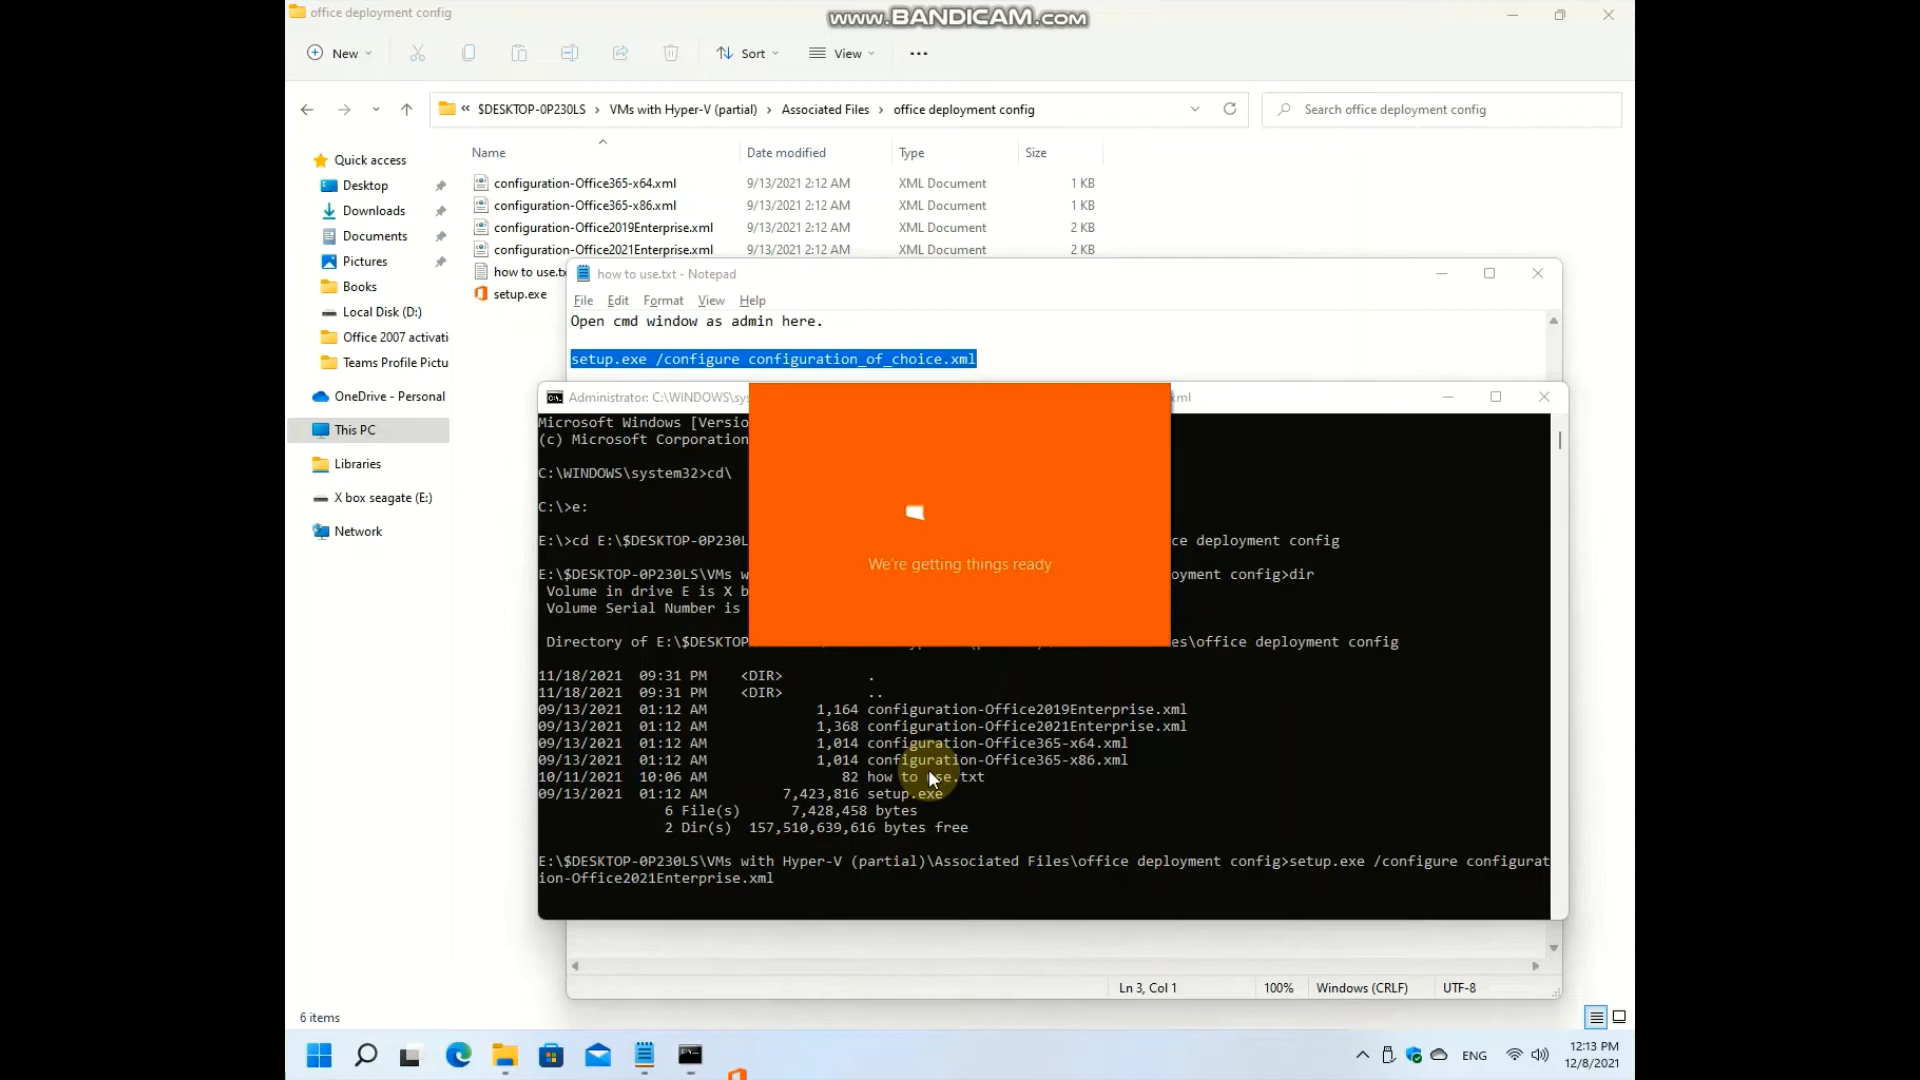 office deployment config
www.BANDICAM.com
New
Sort
View
« $DESKTOP-0P230LS > VMs with Hyper-V (partial) > Associated Files > office deployment config
Search office deployment config
Name
Date modified
Type
Size
Quick access
Desktop
Downloads
Documents
Pictures
Books
Local Disk (D:)
Office 2007 activati
Teams Profile Pictu
OneDrive - Personal
This PC
Libraries
X box seagate (E:)
Network
configuration-Office365-x64.xml 9/13/2021 2:12 AM XML Document 1 KB
configuration-Office365-x86.xml 9/13/2021 2:12 AM XML Document 1 KB
configuration-Office2019Enterprise.xml 9/13/2021 2:12 AM XML Document 2 KB
configuration-Office2021Enterprise.xml 9/13/2021 2:12 AM XML Document 2 KB
how to use.t
setup.exe
how to use.txt - Notepad
File Edit Format View Help
Open cmd window as admin here.
setup.exe /configure configuration_of_choice.xml
Administrator: C:\WINDOWS\sy xml
Microsoft Windows [Versio
(c) Microsoft Corporation
C:\WINDOWS\system32>cd\
C:\>e:
E:\>cd E:\$DESKTOP-0P230L ce deployment config
E:\$DESKTOP-0P230LS\VMs w oyment config>dir
Volume in drive E is X b
Volume Serial Number is
Directory of E:\$DESKTOP es\office deployment config
11/18/2021 09:31 PM <DIR> .
11/18/2021 09:31 PM <DIR> ..
09/13/2021 01:12 AM 1,164 configuration-Office2019Enterprise.xml
09/13/2021 01:12 AM 1,368 configuration-Office2021Enterprise.xml
09/13/2021 01:12 AM 1,014 configuration-Office365-x64.xml
09/13/2021 01:12 AM 1,014 configuration-Office365-x86.xml
10/11/2021 10:06 AM 82 how to use.txt
09/13/2021 01:12 AM 7,423,816 setup.exe
6 File(s) 7,428,458 bytes
2 Dir(s) 157,510,639,616 bytes free
E:\$DESKTOP-0P230LS\VMs with Hyper-V (partial)\Associated Files\office deployment config>setup.exe /configure configurat
ion-Office2021Enterprise.xml
We're getting things ready
Ln 3, Col 1 100% Windows (CRLF) UTF-8
6 items
ENG
12:13 PM
12/8/2021